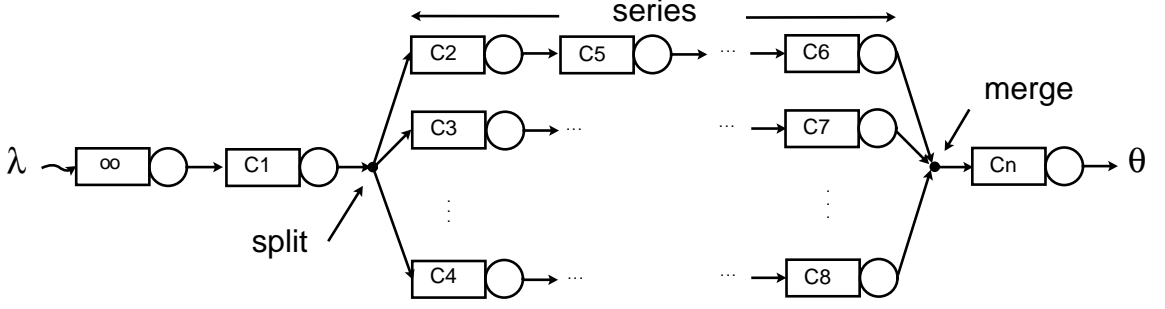 series
C2 C5 ... C6
merge
C3 ... ... C7
λ ∞ C1 Cn θ
split
C4 ... ... C8